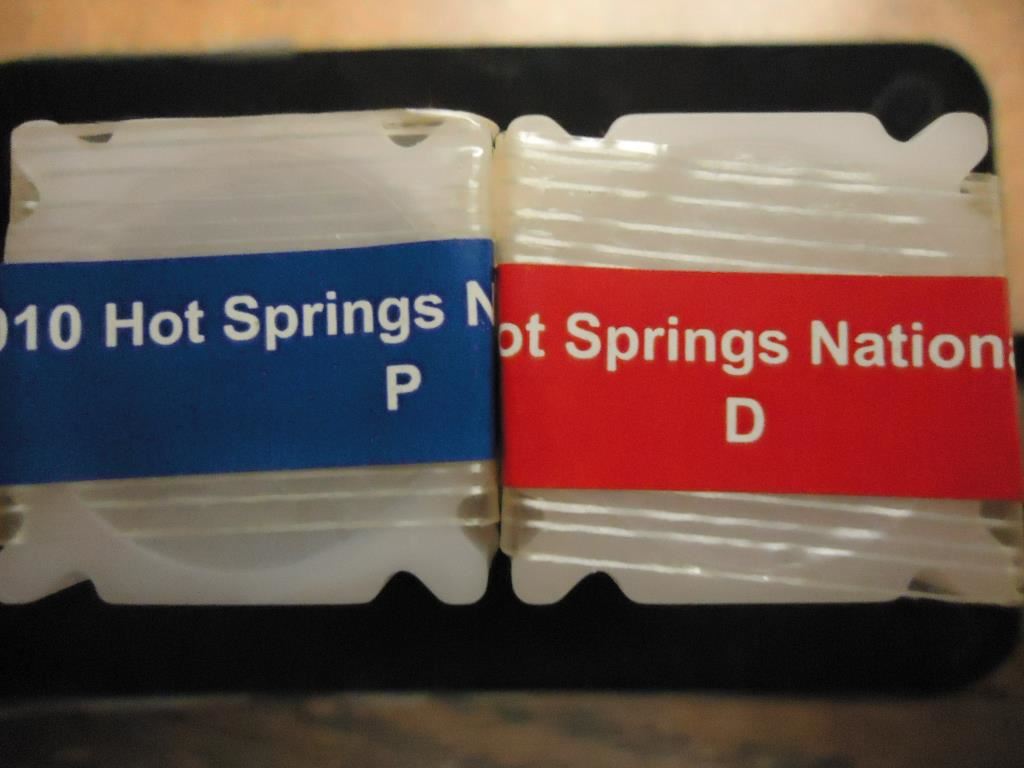 010 Hot Springs N
P
ot Springs Nationa
D